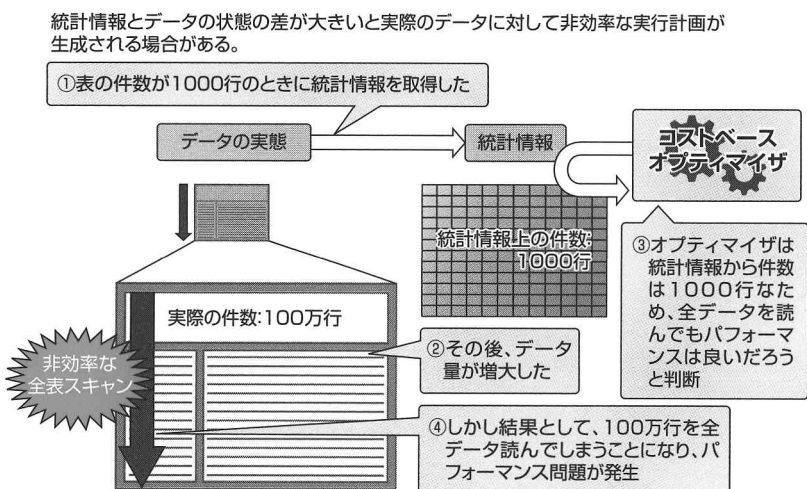 統計情報とデータの状態の差が大きいと実際のデータに対して非効率な実行計画が
生成される場合がある。
①表の件数が1000行のときに統計情報を取得した
データの実態
統計情報
コストベース
オプティマイザ
統計情報上の件数:
1000行
③オプティマイザは
統計情報から件数
は1000行なた
め、全データを読
んでもパフォーマ
ンスは良いだろう
と判断
実際の件数:100万行
②その後、データ
量が増大した
非効率な
全表スキャン
④しかし結果として、100万行を全
データ読んでしまうことになり、パ
フォーマンス問題が発生